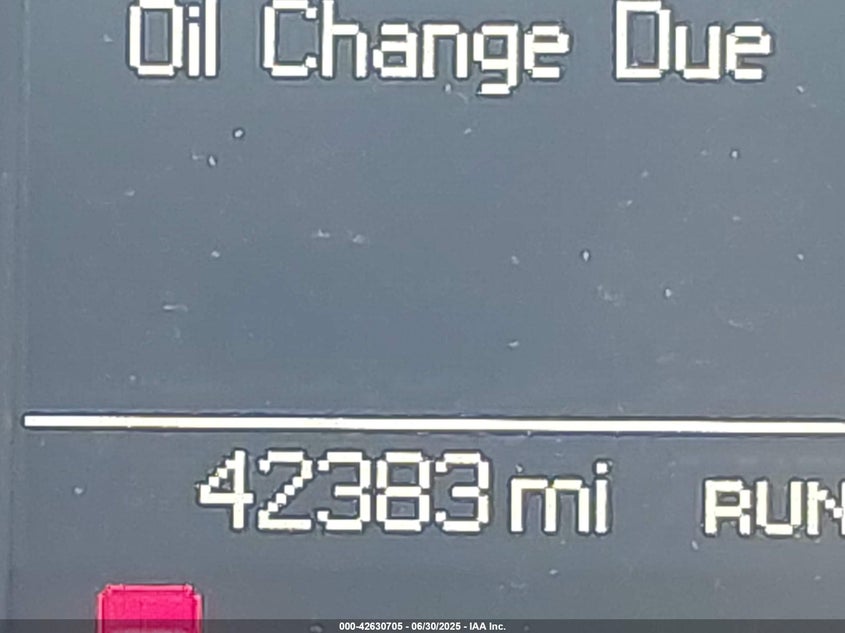 Oil Change Due
42383 mi RUN
000-42630705 - 06/30/2025 - IAA Inc.